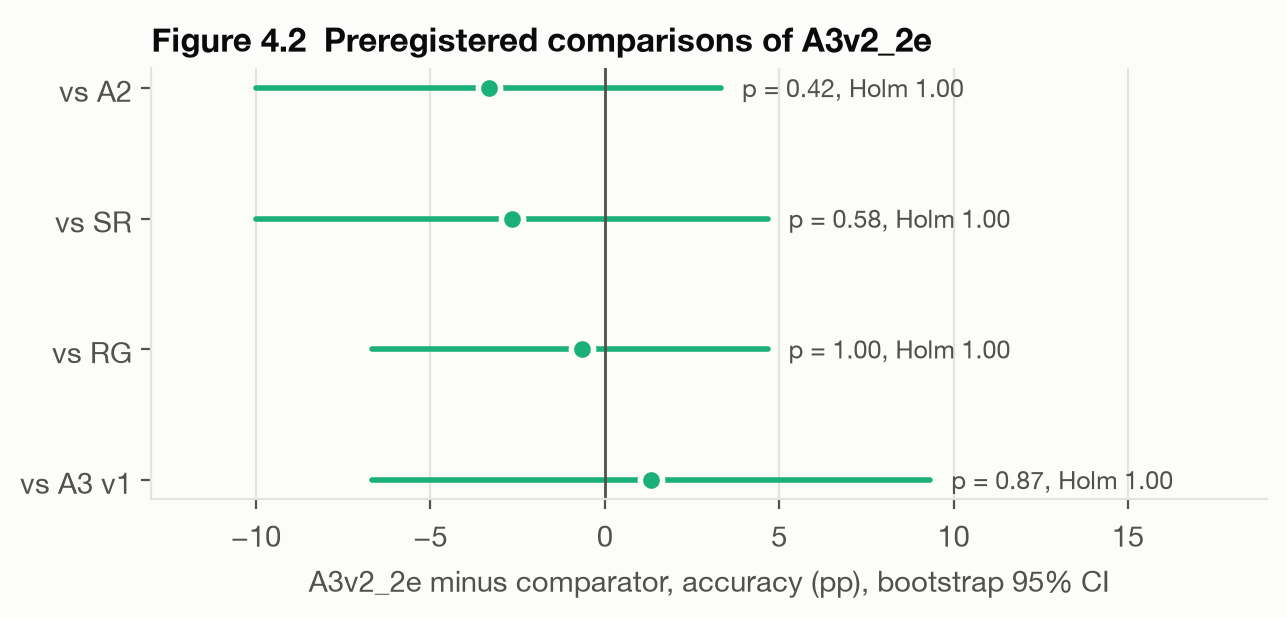 Figure 4.2  Preregistered comparisons of A3v2_2e
vs A2
p = 0.42, Holm 1.00
vs SR
p = 0.58, Holm 1.00
vs RG
p = 1.00, Holm 1.00
vs A3 v1
p = 0.87, Holm 1.00
−10 −5 0 5 10 15
A3v2_2e minus comparator, accuracy (pp), bootstrap 95% CI